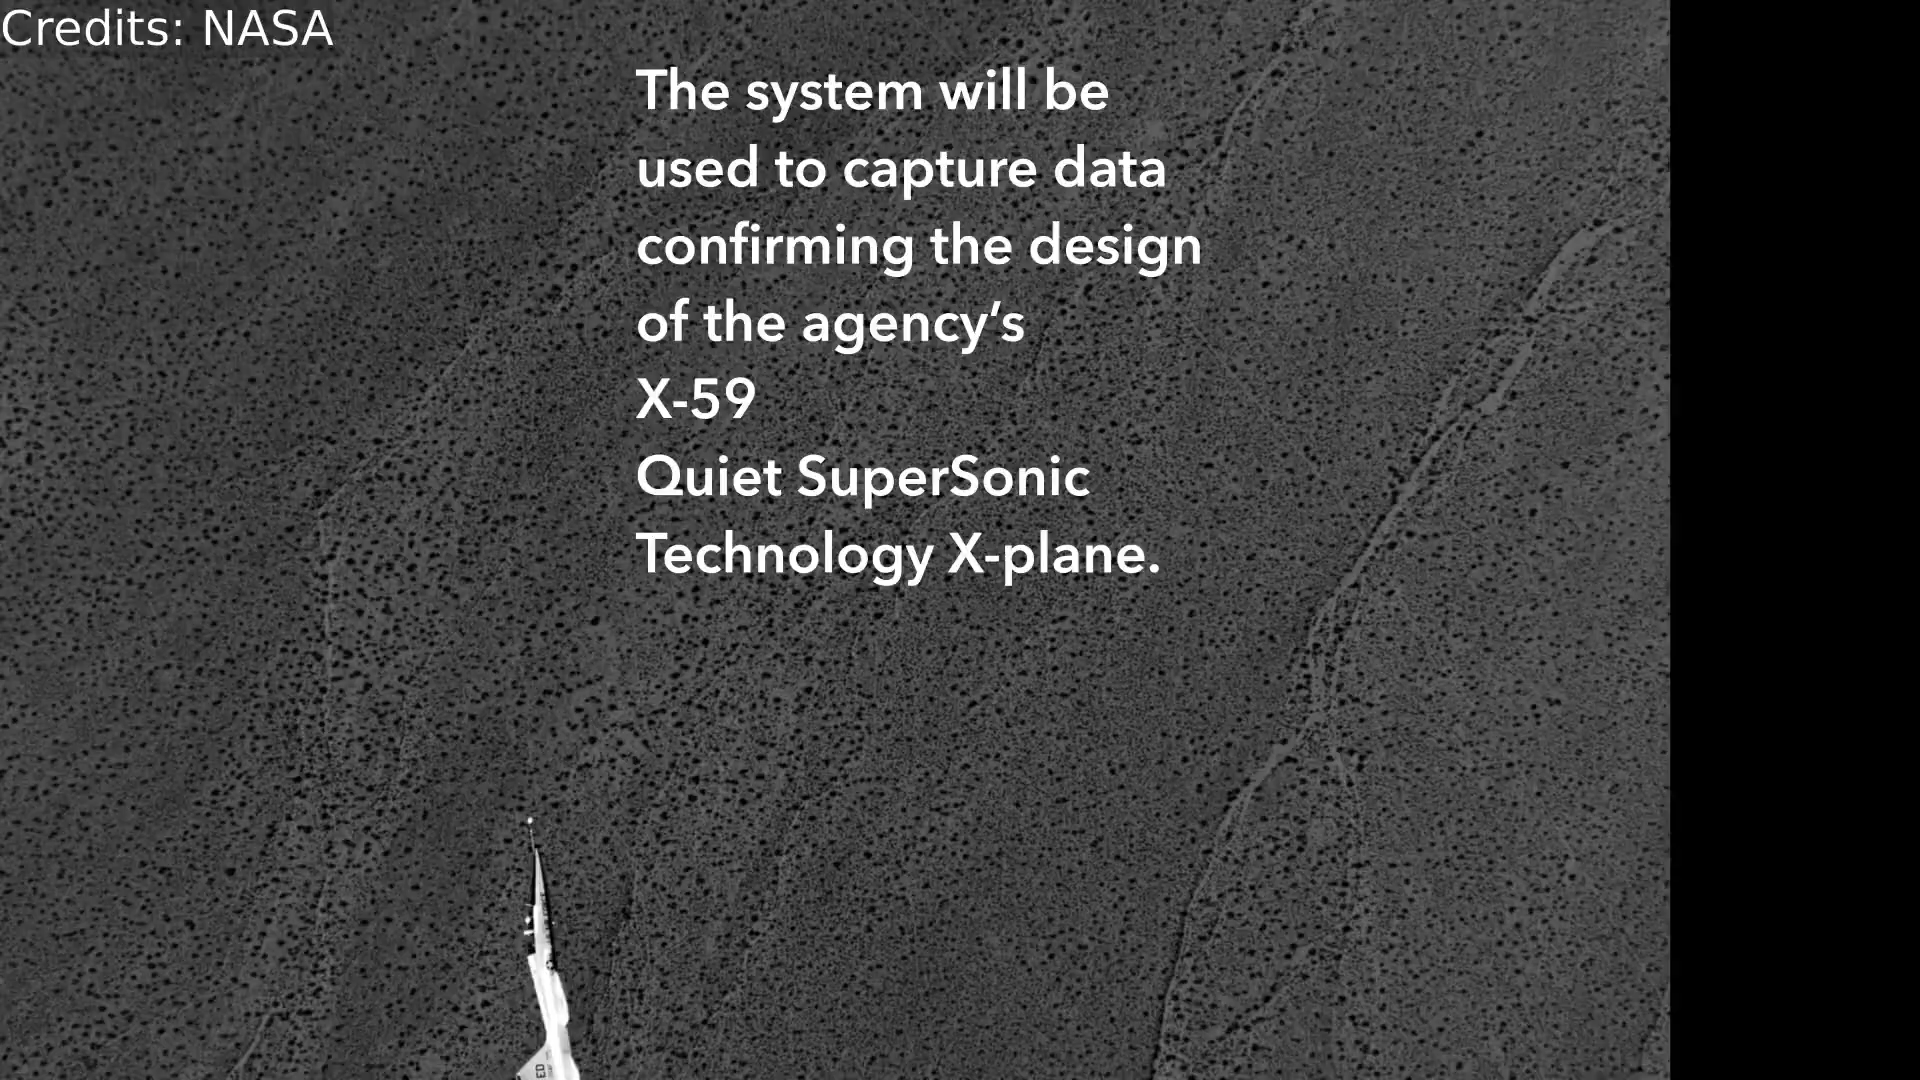 Credits: NASA
The system will be
used to capture data
confirming the design
of the agency’s
X-59
Quiet SuperSonic
Technology X-plane.
ED